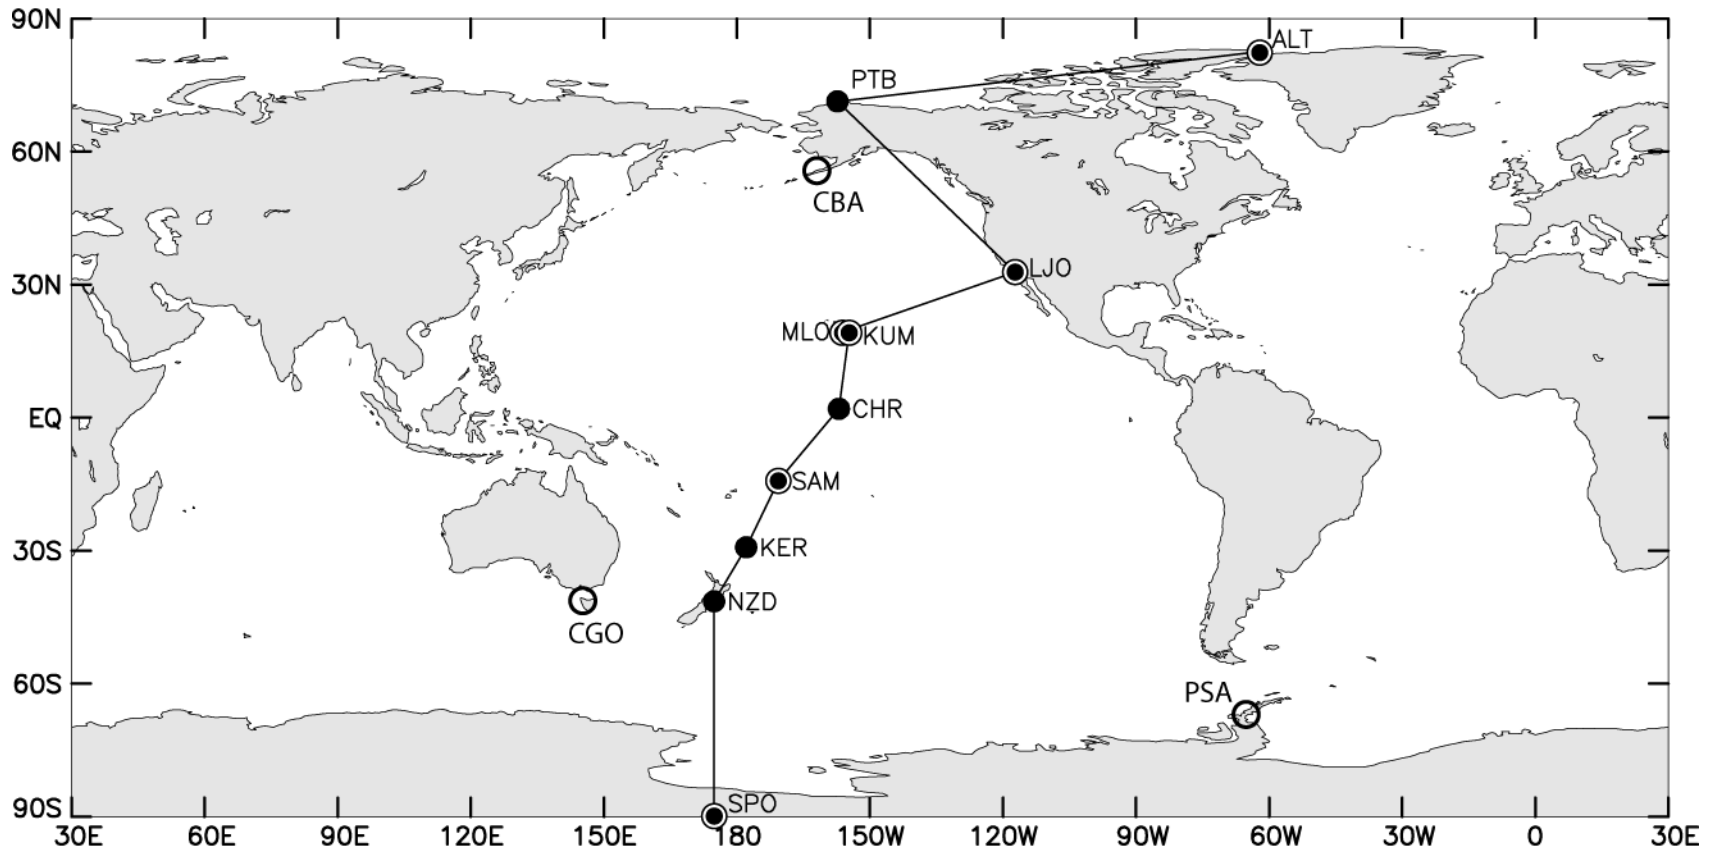 90N
ALT
PTB
60N
CBA
LJO
30N
MLO
KUM
CHR
EQ
SAM
KER
30S
NZD
CGO
60S
PSA
SPO
90S
30E 60E 90E 120E 150E 180 150W 120W 90W 60W 30W 0 30E